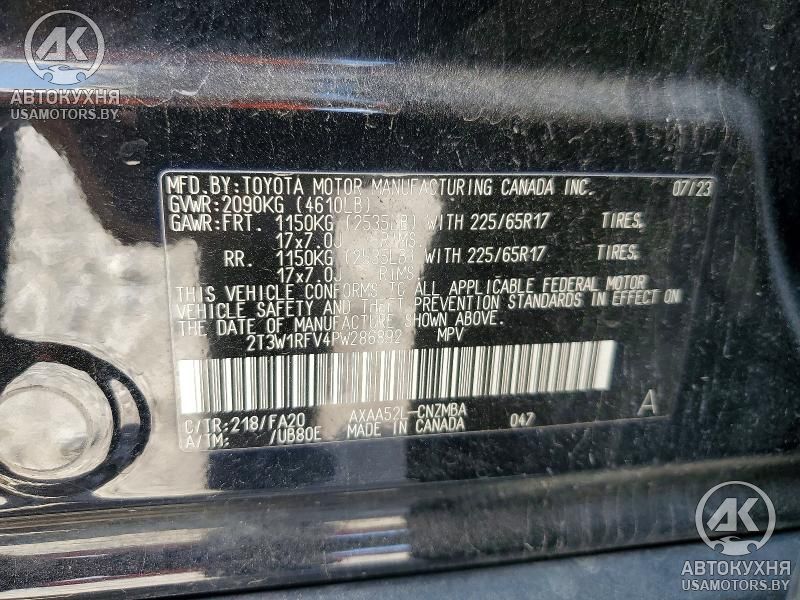 AK
АВТОКУХНЯ
USAMOTORS.BY
MFD.BY:TOYOTA MOTOR MANUFACTURING CANADA INC. 07/23
GVWR:2090KG (4610LB)
GAWR:FRT. 1150KG (2535LB) WITH 225/65R17 TIRES,
17x7.0J RIMS,
RR. 1150KG (2535LB) WITH 225/65R17 TIRES,
17x7.0J RIMS,
THIS VEHICLE CONFORMS TO ALL APPLICABLE FEDERAL MOTOR
VEHICLE SAFETY AND THEFT PREVENTION STANDARDS IN EFFECT ON
THE DATE OF MANUFACTURE SHOWN ABOVE.
2T3W1RFV4PW286892 MPV
C/TR:218/FA20 AXAA52L-CNZMBA A
A/TM: /UB80E MADE IN CANADA 047
AK
АВТОКУХНЯ
USAMOTORS.BY